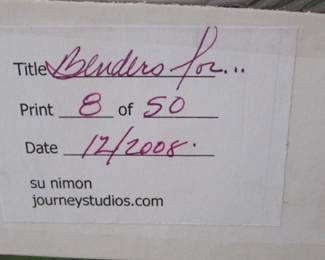 Title Benders for...
Print 8 of 50
Date 12/2008.
su nimon
journeystudios.com